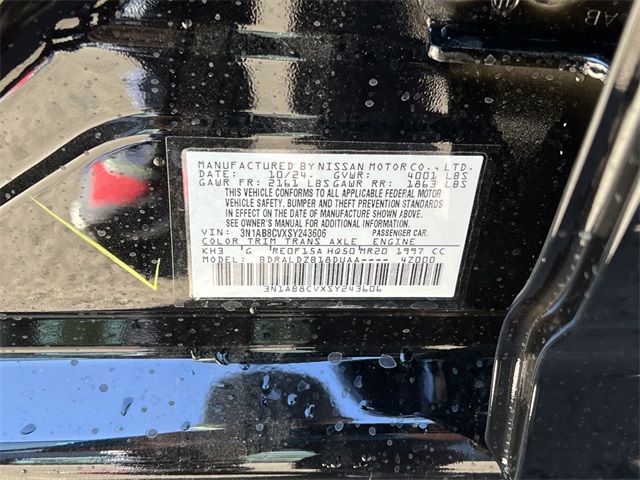 MANUFACTURED BY NISSAN MOTOR CO., LTD.
DATE: 10/24 GVWR: 4001 LBS
GAWR FR: 2161 LBS GAWR RR: 1863 LBS
THIS VEHICLE CONFORMS TO ALL APPLICABLE FEDERAL MOTOR
VEHICLE SAFETY, BUMPER, AND THEFT PREVENTION STANDARDS
IN EFFECT ON THE DATE OF MANUFACTURE SHOWN ABOVE.
SEE OWNER'S MANUAL FOR ADDITIONAL INFORMATION.
VIN: 3N1AB8CVXSY243606 PASSENGER CAR.
COLOR TRIM TRANS AXLE ENGINE
KH3 G RE0F15A HG50 MR20 1997 CC
MODEL: BDRALDZB18DUAA---- 4Z000
3N1AB8CVXSY243606